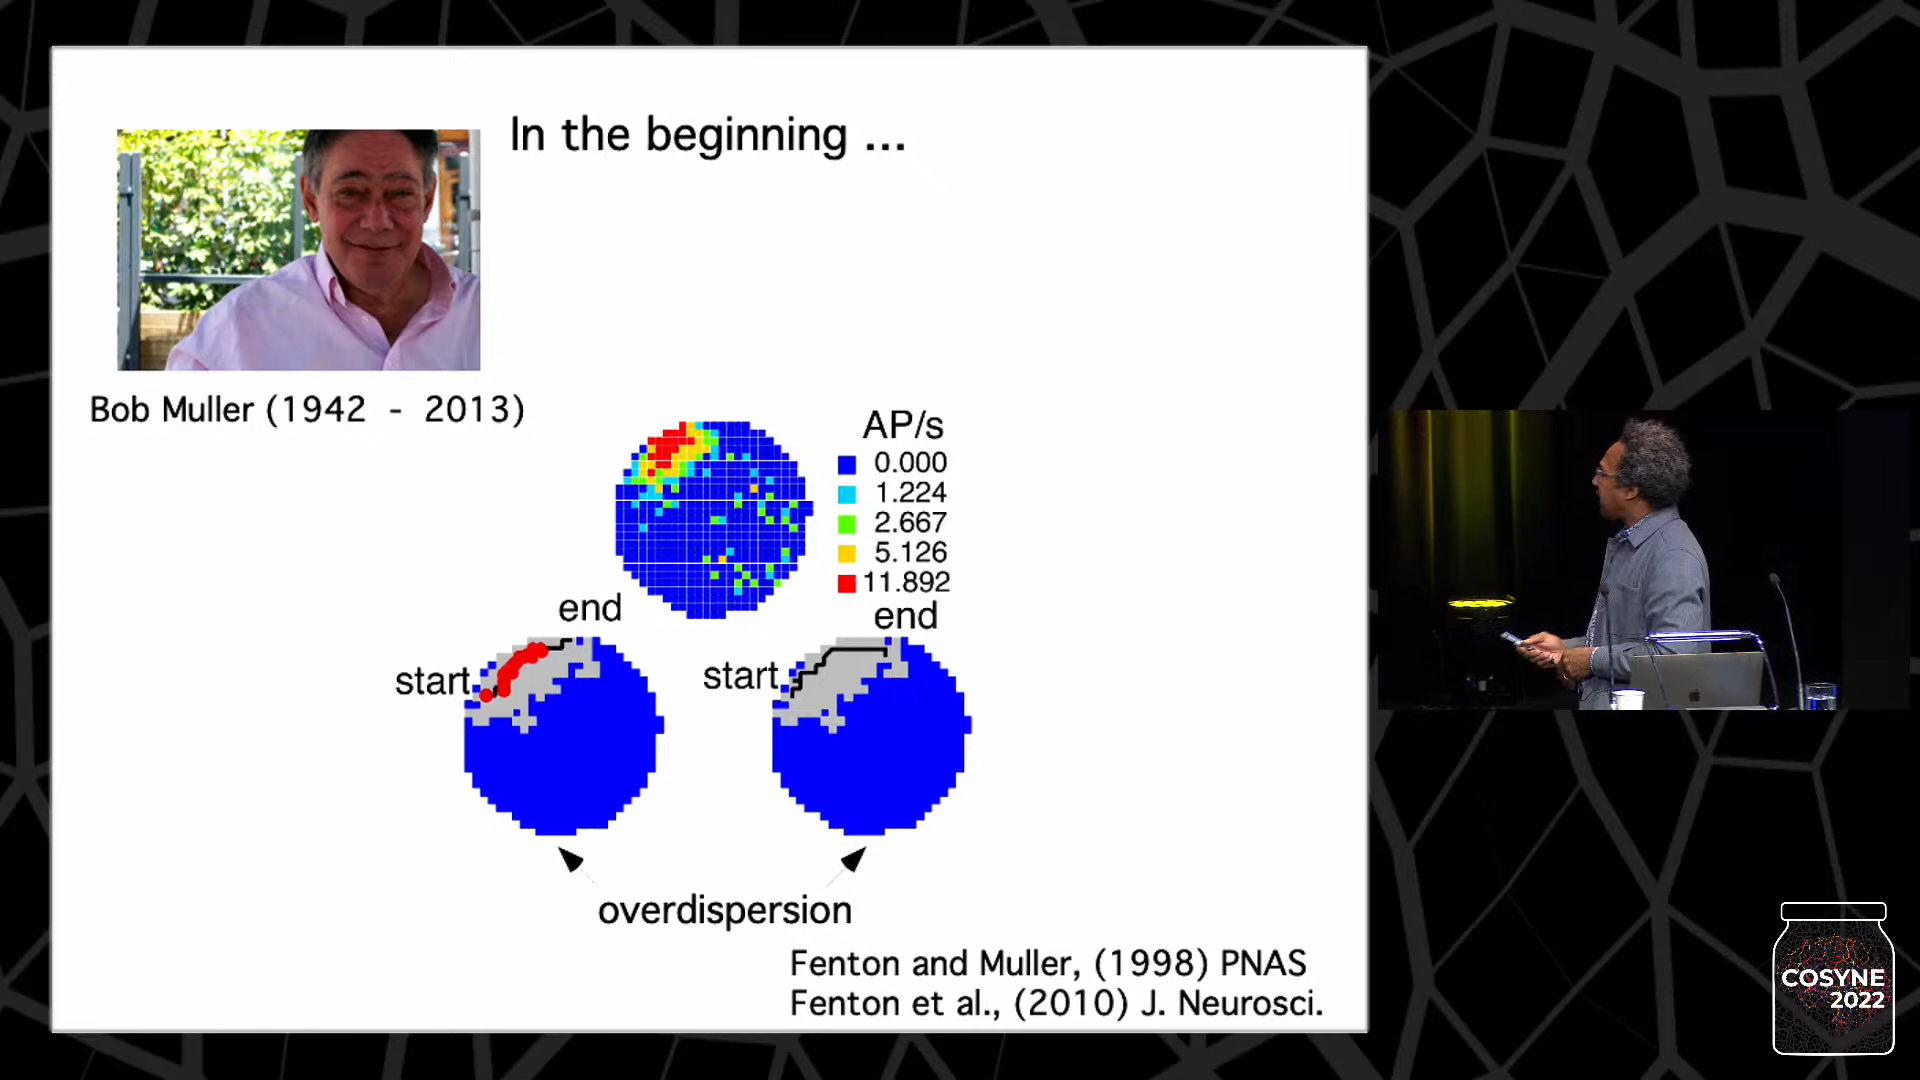 In the beginning ...
Bob Muller (1942 - 2013)
AP/s
0.000
1.224
2.667
5.126
11.892
end
start
end
start
overdispersion
Fenton and Muller, (1998) PNAS
Fenton et al., (2010) J. Neurosci.
COSYNE
2022